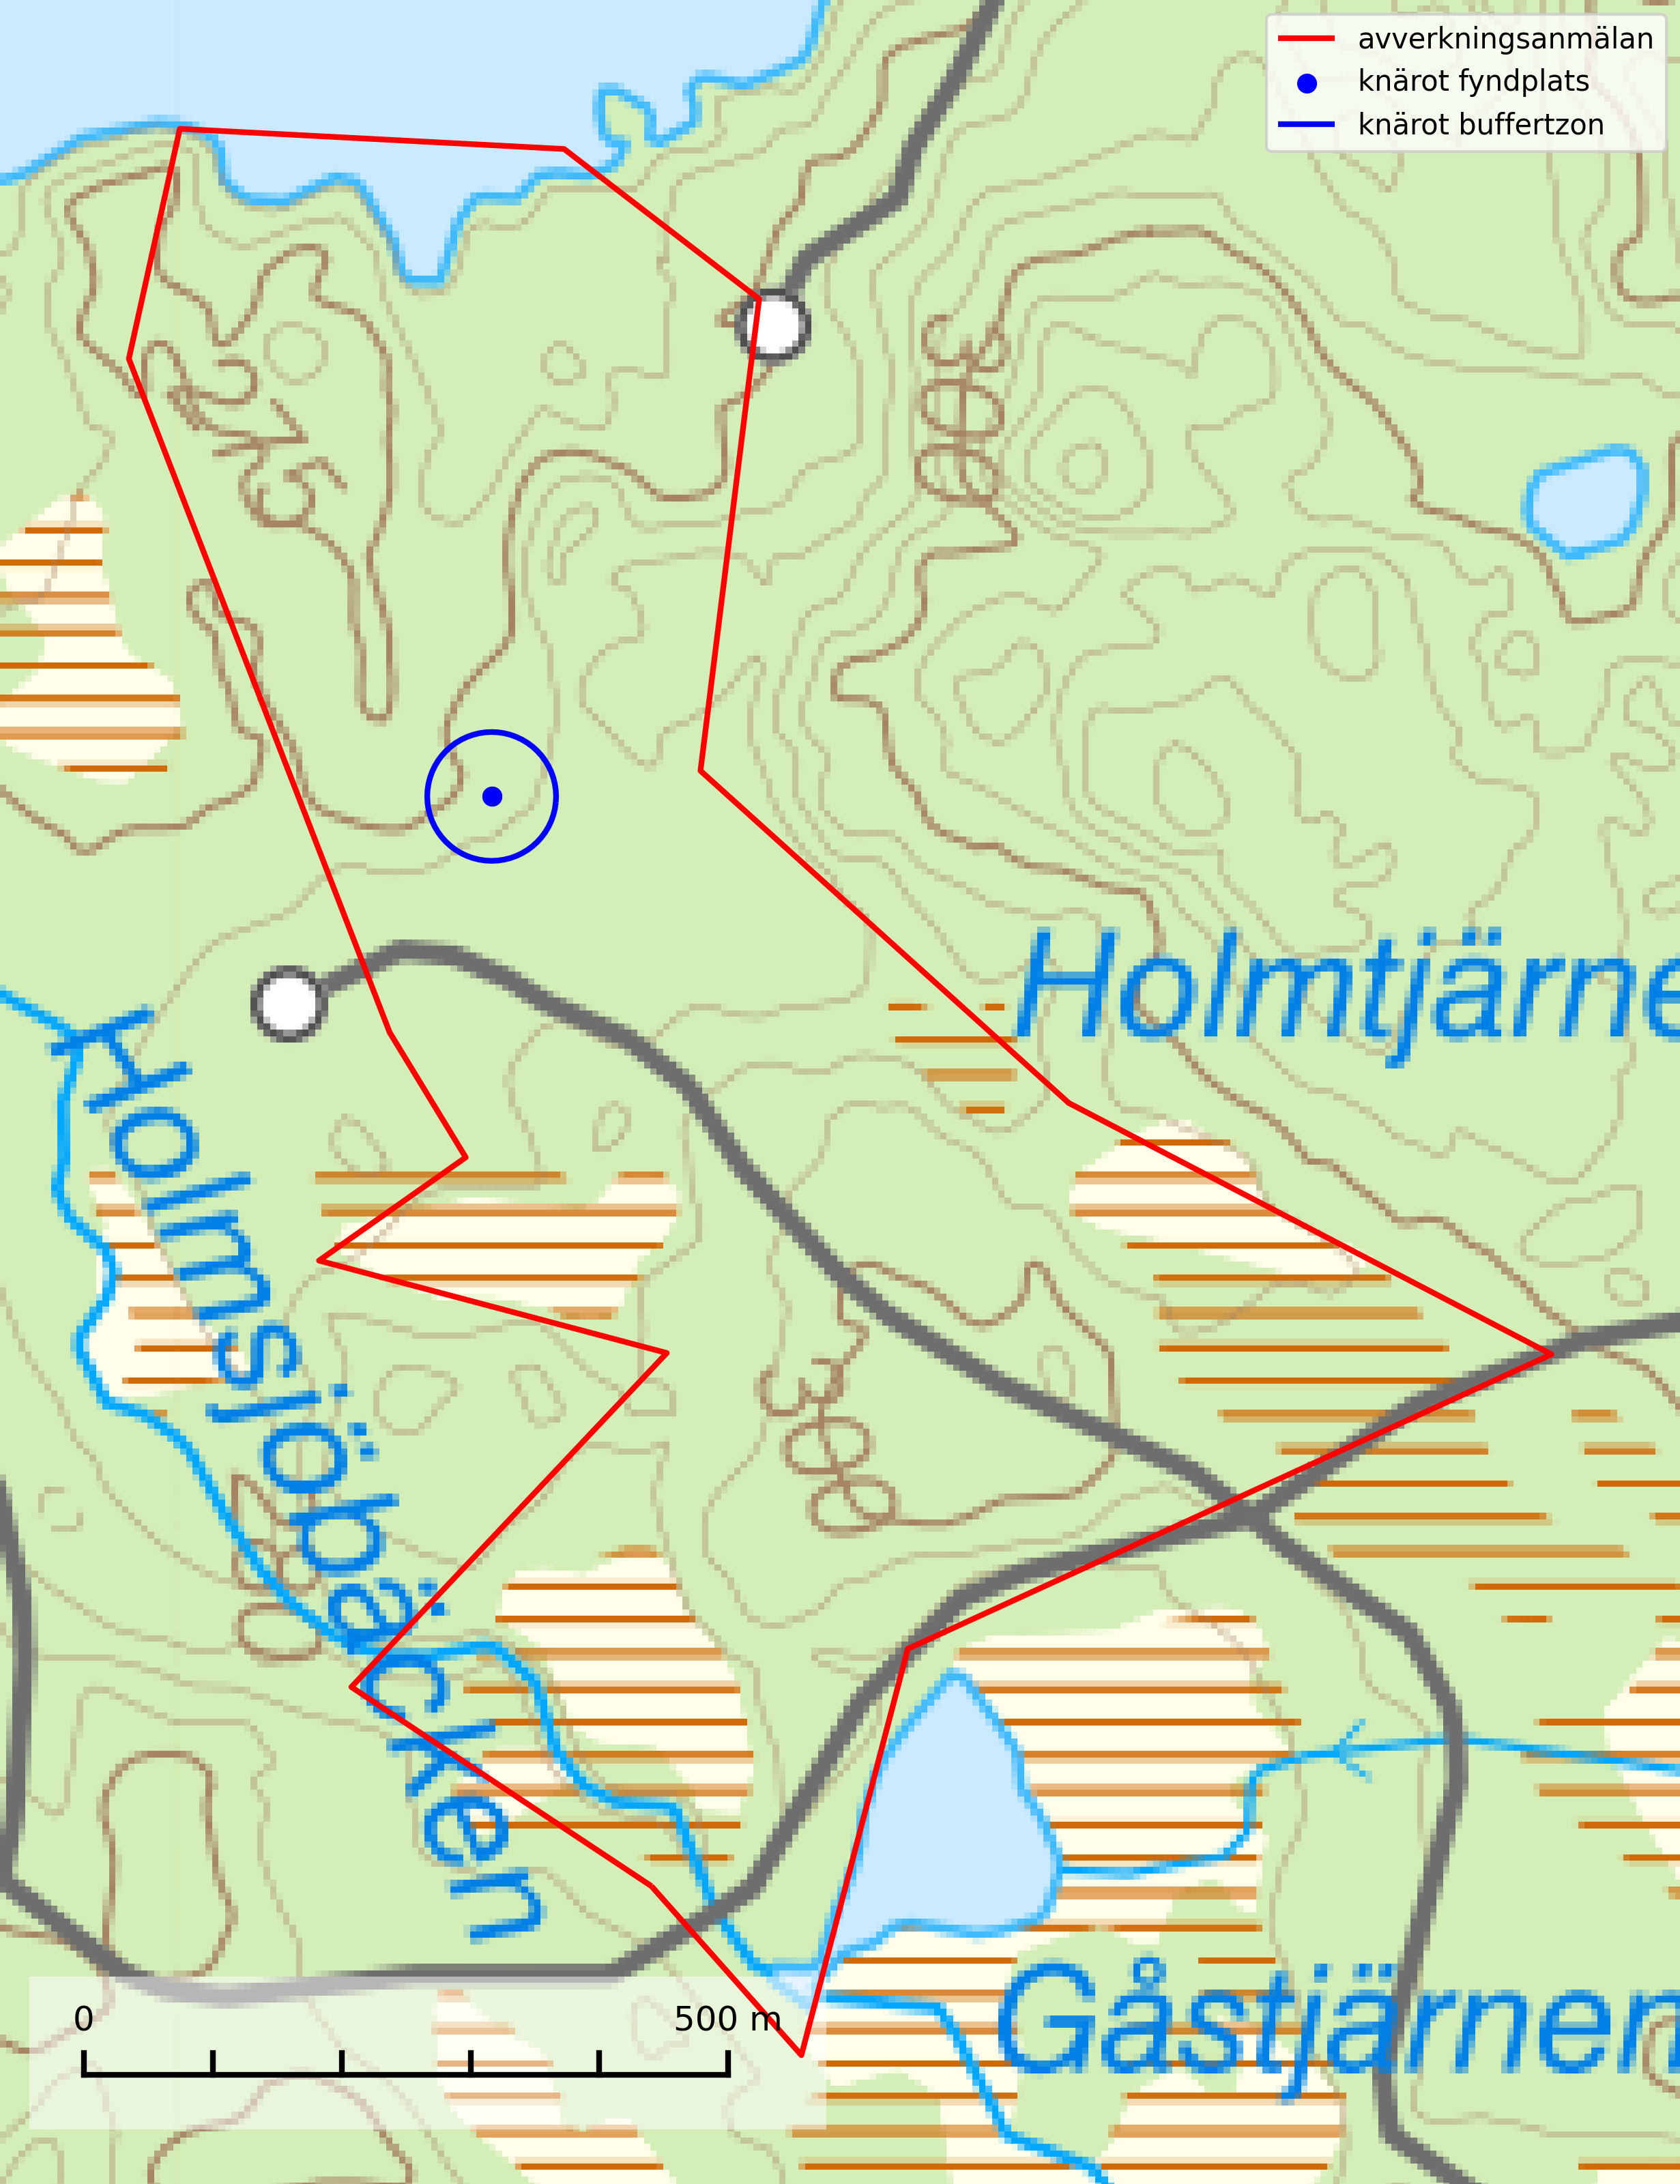 avverkningsanmälan
knärot fyndplats
knärot buffertzon
Holmtjärne
Holmsjöbäcken
Gåstjärnen
0 500 m